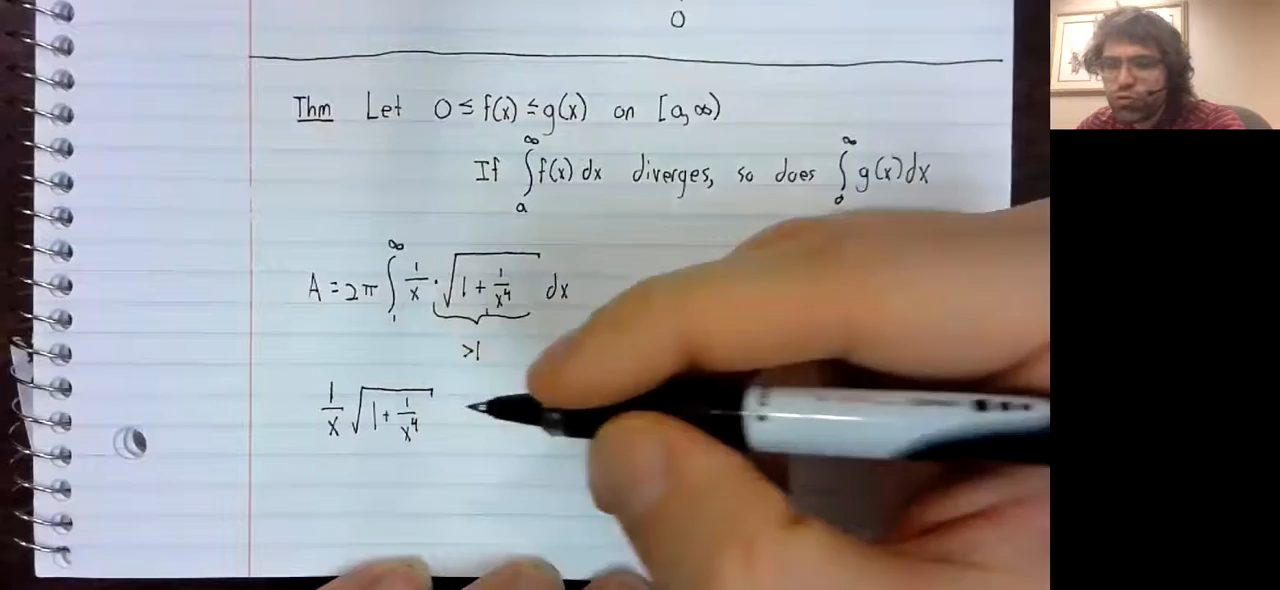 0
Thm Let 0 ≤ f(x) ≤ g(x) on [a, ∞)
If ∫_a^∞ f(x) dx diverges, so does ∫_a^∞ g(x) dx
A = 2π ∫_1^∞ 1/x · √(1 + 1/x⁴) dx
>1
1/x √(1 + 1/x⁴)